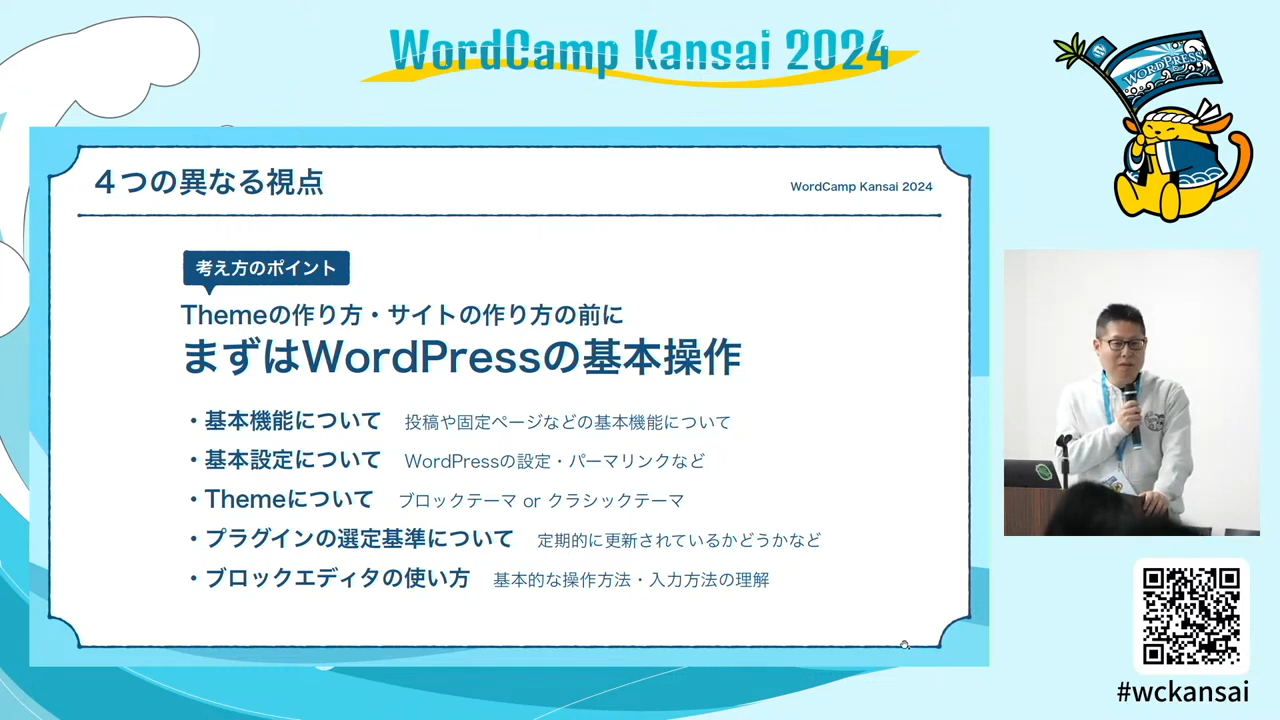 WordCamp Kansai 2024
WORDPRESS
４つの異なる視点
WordCamp Kansai 2024
考え方のポイント
Themeの作り方・サイトの作り方の前に
まずはWordPressの基本操作
・基本機能について 投稿や固定ページなどの基本機能について
・基本設定について WordPressの設定・パーマリンクなど
・Themeについて ブロックテーマ or クラシックテーマ
・プラグインの選定基準について 定期的に更新されているかどうかなど
・ブロックエディタの使い方 基本的な操作方法・入力方法の理解
#wckansai